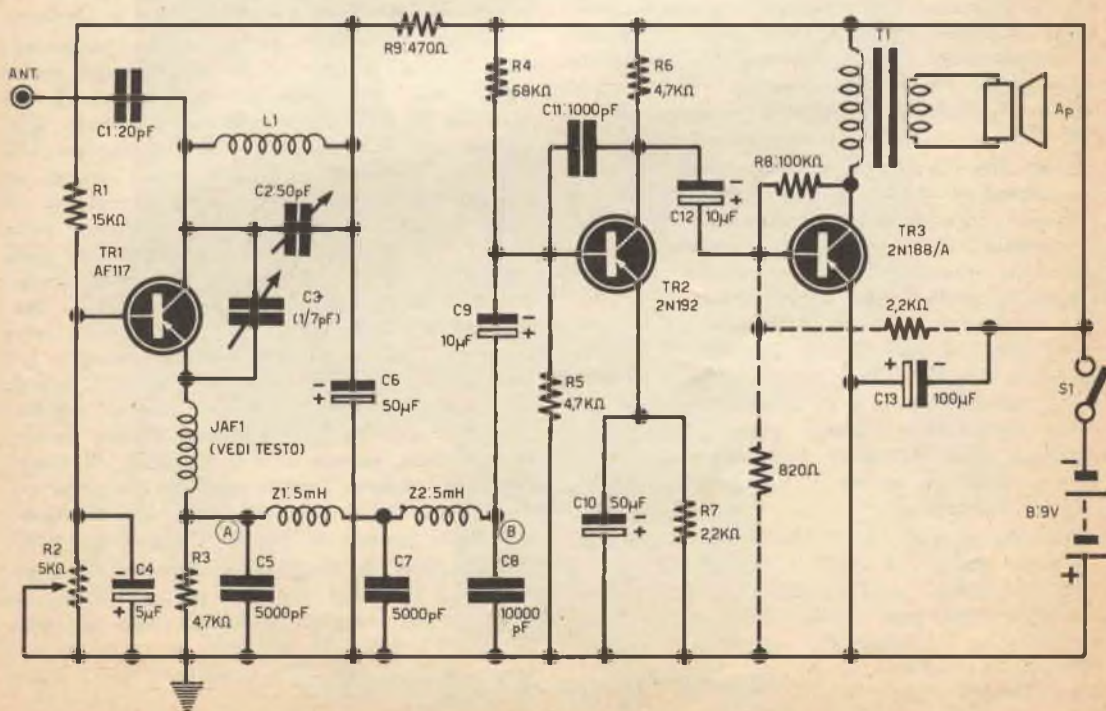 ANT.
C1:20pF
R1
15KΩ
TR1
AF117
L1
C2:50pF
C3
(1/7pF)
JAF1
(VEDI TESTO)
R2
5KΩ
-
C4
+
5µF
R3
4,7KΩ
A
C5
5000pF
Z1:5mH
-
C6
+
50µF
C7
5000pF
Z2:5mH
B
C8
10000
pF
R9:470Ω
R4
68KΩ
C9
-
+
10µF
C11:1000pF
R5
4,7KΩ
R6
4,7KΩ
TR2
2N192
C10
50µF
-
+
R7
2,2KΩ
-
+
C12
10µF
R8:100KΩ
820Ω
T1
Ap
TR3
2N188/A
2,2KΩ
+
-
C13
100µF
S1
-
B:9V
+